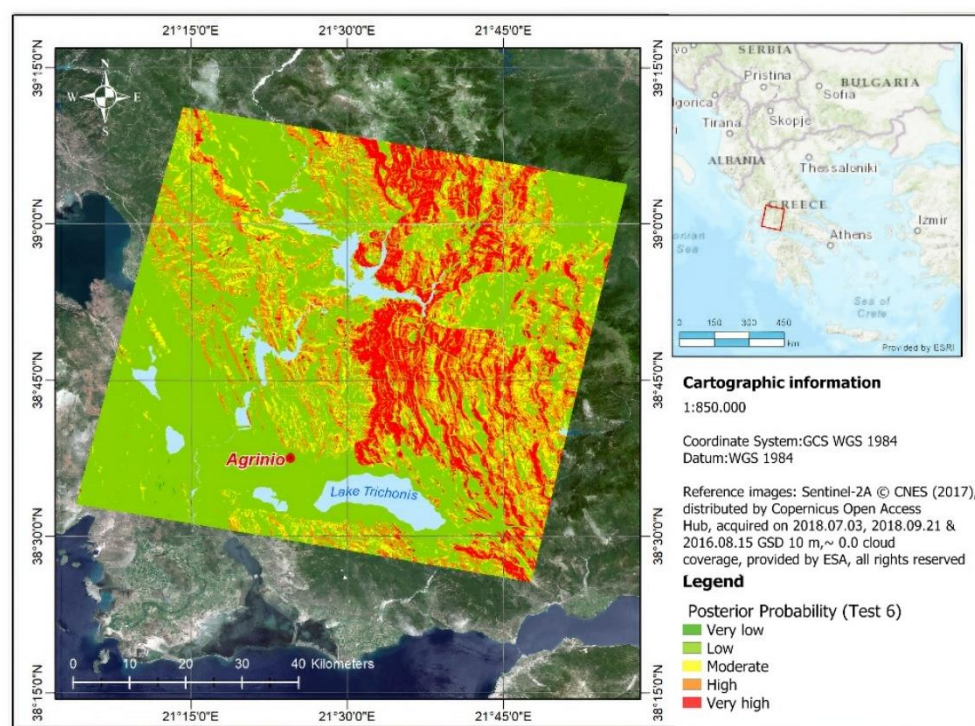 21°15'0"E 21°30'0"E 21°45'0"E
39°15'0"N
39°0'0"N
38°45'0"N
38°30'0"N
38°15'0"N
N
W E
S
Agrinio
Lake Trichonis
0 10 20 30 40 Kilometers
21°15'0"E 21°30'0"E 21°45'0"E
39°15'0"N
39°0'0"N
38°45'0"N
38°30'0"N
38°15'0"N
SERBIA
Pristina
BULGARIA
Sofia
Skopje
Tirana
ALBANIA
Thessaloniki
GREECE
Izmir
Athens
Sea of
Crete
Sea
0 150 300 450
km
Provided by ESRI
Cartographic information
1:850.000
Coordinate System:GCS WGS 1984
Datum:WGS 1984
Reference images: Sentinel-2A © CNES (2017),
distributed by Copernicus Open Access
Hub, acquired on 2018.07.03, 2018.09.21 &
2016.08.15 GSD 10 m,~ 0.0 cloud
coverage, provided by ESA, all rights reserved
Legend
Posterior Probability (Test 6)
Very low
Low
Moderate
High
Very high